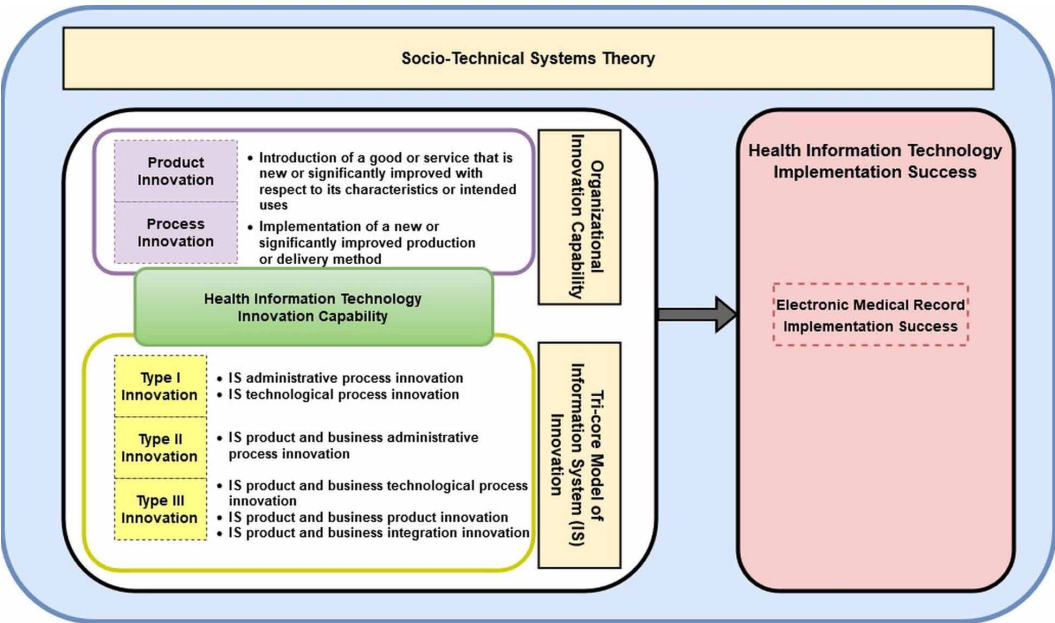 Socio-Technical Systems Theory
Product
Innovation
• Introduction of a good or service that is
new or significantly improved with
respect to its characteristics or intended
uses
Process
Innovation
• Implementation of a new or
significantly improved production
or delivery method
Organizational
Innovation Capability
Health Information Technology
Innovation Capability
Type I
Innovation
• IS administrative process innovation
• IS technological process innovation
Type II
Innovation
• IS product and business administrative
process innovation
Type III
Innovation
• IS product and business technological process
innovation
• IS product and business product innovation
• IS product and business integration innovation
Tri-core Model of
Information System (IS)
Innovation
Health Information Technology
Implementation Success
Electronic Medical Record
Implementation Success